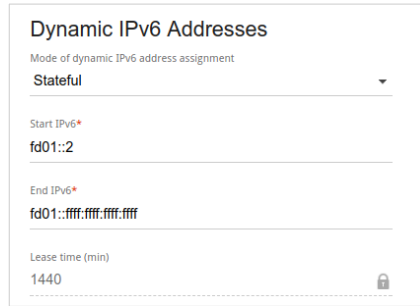 Dynamic IPv6 Addresses
Mode of dynamic IPv6 address assignment
Stateful
Start IPv6*
fd01::2
End IPv6*
fd01::ffff:ffff:ffff:ffff
Lease time (min)
1440